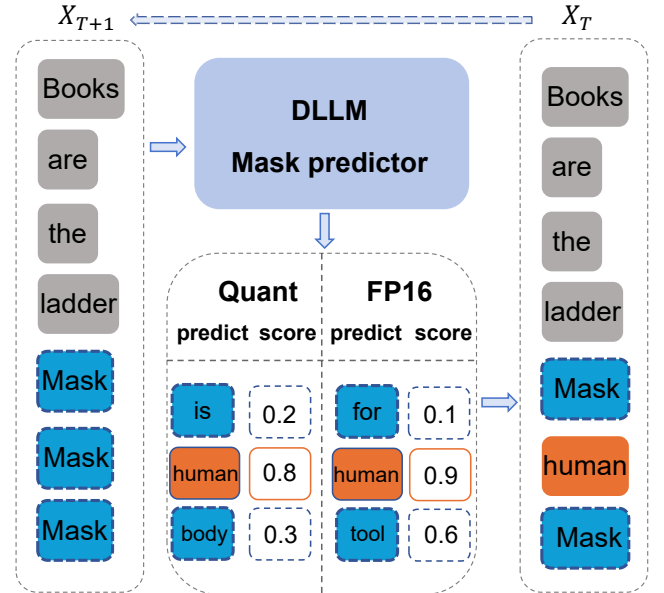 X_{T+1}
X_T
Books
are
the
ladder
Mask
Mask
Mask
DLLM
Mask predictor
Quant FP16
predict score predict score
is 0.2 for 0.1
human 0.8 human 0.9
body 0.3 tool 0.6
Books
are
the
ladder
Mask
human
Mask